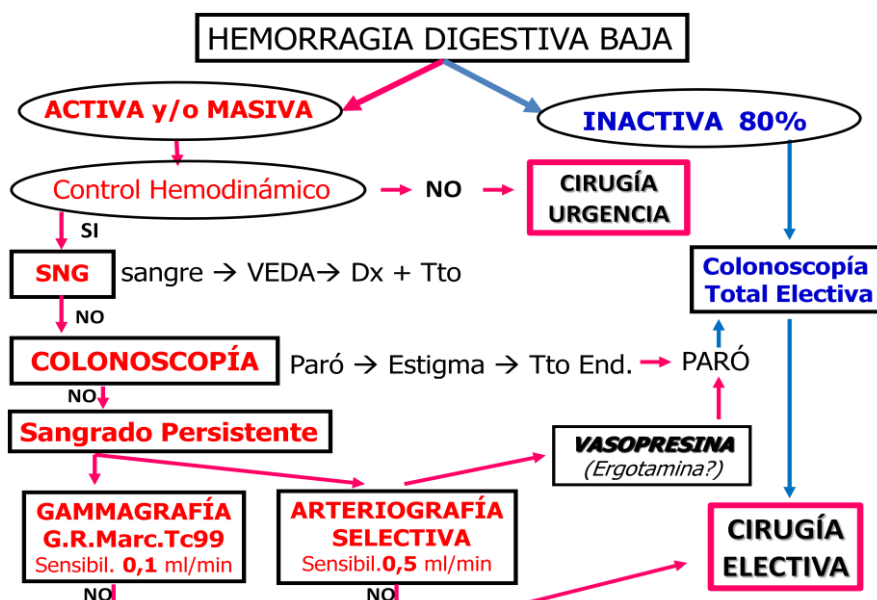 HEMORRAGIA DIGESTIVA BAJA
ACTIVA y/o MASIVA
INACTIVA 80%
Control Hemodinámico
NO
CIRUGÍA
URGENCIA
SI
SNG
sangre → VEDA → Dx + Tto
Colonoscopía
Total Electiva
NO
COLONOSCOPÍA
Paró → Estigma → Tto End.
PARÓ
NO
Sangrado Persistente
VASOPRESINA
(Ergotamina?)
GAMMAGRAFÍA
G.R.Marc.Tc99
Sensibil. 0,1 ml/min
ARTERIOGRAFÍA
SELECTIVA
Sensibil.0,5 ml/min
CIRUGÍA
ELECTIVA
NO
NO